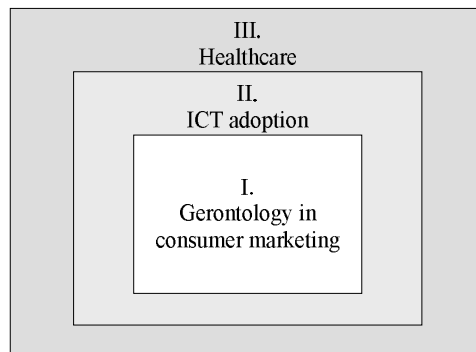 III.
Healthcare
II.
ICT adoption
I.
Gerontology in
consumer marketing